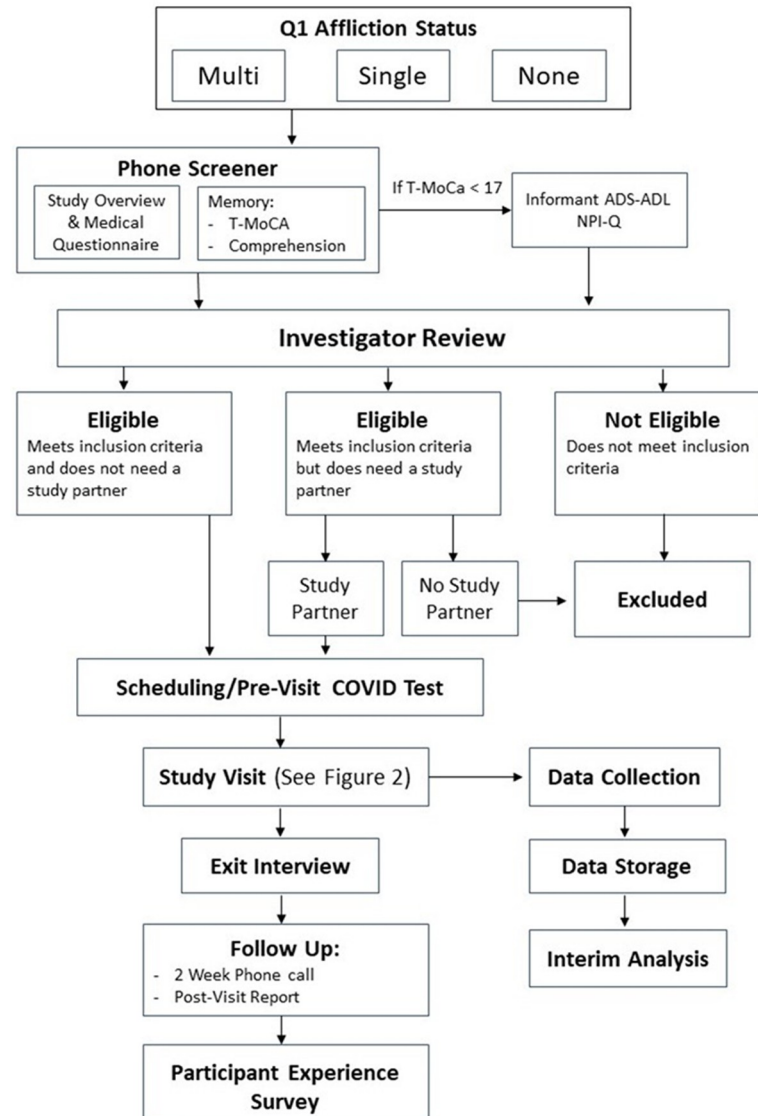 Q1 Affliction Status
Multi
Single
None
Phone Screener
Study Overview
& Medical
Questionnaire
Memory:
- T-MoCA
- Comprehension
If T-MoCa < 17
Informant ADS-ADL
NPI-Q
Investigator Review
Eligible
Meets inclusion criteria
and does not need a
study partner
Eligible
Meets inclusion criteria
but does need a study
partner
Not Eligible
Does not meet inclusion
criteria
Study
Partner
No Study
Partner
Excluded
Scheduling/Pre-Visit COVID Test
Study Visit (See Figure 2)
Data Collection
Exit Interview
Data Storage
Follow Up:
- 2 Week Phone call
- Post-Visit Report
Interim Analysis
Participant Experience
Survey